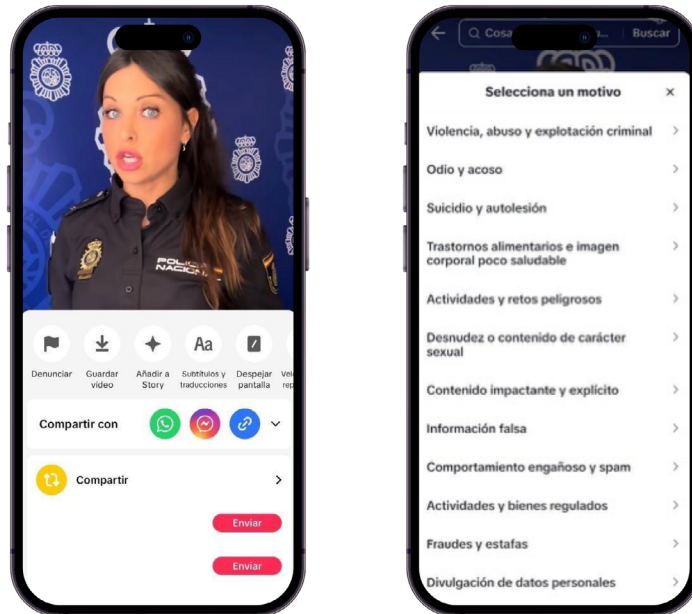 POLICÍA
NACIONAL
Denunciar
Guardar
vídeo
Añadir a
Story
Subtítulos y
traducciones
Despejar
pantalla
Compartir con
Compartir
Enviar
Enviar
Buscar
Selecciona un motivo
Violencia, abuso y explotación criminal
Odio y acoso
Suicidio y autolesión
Trastornos alimentarios e imagen
corporal poco saludable
Actividades y retos peligrosos
Desnudez o contenido de carácter
sexual
Contenido impactante y explícito
Información falsa
Comportamiento engañoso y spam
Actividades y bienes regulados
Fraudes y estafas
Divulgación de datos personales